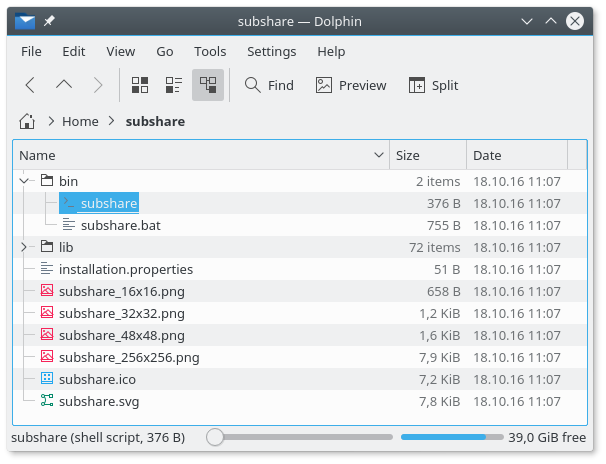 subshare — Dolphin
File Edit View Go Tools Settings Help
Find Preview Split
Home subshare
Name Size Date
bin 2 items 18.10.16 11:07
subshare 376 B 18.10.16 11:07
subshare.bat 755 B 18.10.16 11:07
lib 72 items 18.10.16 11:07
installation.properties 51 B 18.10.16 11:07
subshare_16x16.png 658 B 18.10.16 11:07
subshare_32x32.png 1,2 KiB 18.10.16 11:07
subshare_48x48.png 1,6 KiB 18.10.16 11:07
subshare_256x256.png 7,9 KiB 18.10.16 11:07
subshare.ico 7,2 KiB 18.10.16 11:07
subshare.svg 7,8 KiB 18.10.16 11:07
subshare (shell script, 376 B) 39,0 GiB free